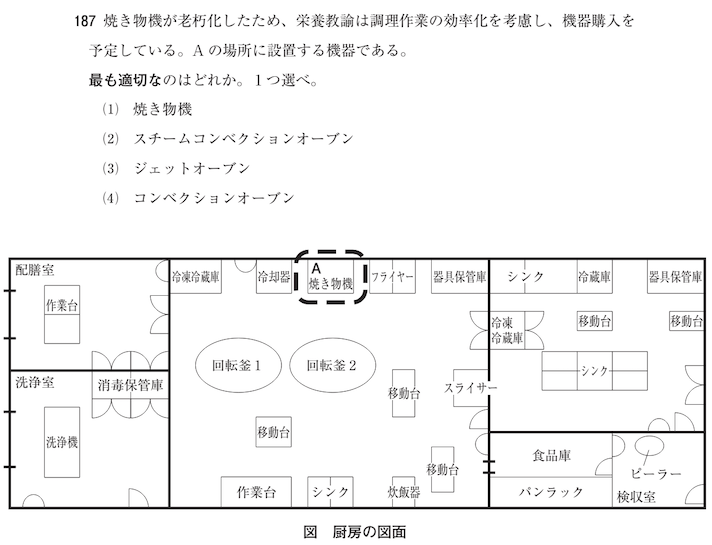 187 焼き物機が老朽化したため、栄養教諭は調理作業の効率化を考慮し、機器購入を
予定している。Aの場所に設置する機器である。
最も適切なのはどれか。1つ選べ。
(1) 焼き物機
(2) スチームコンベクションオーブン
(3) ジェットオーブン
(4) コンベクションオーブン
配膳室
作業台
洗浄室
消毒保管庫
洗浄機
冷凍冷蔵庫
冷却器
A
焼き物機
フライヤー
器具保管庫
回転釜1
回転釜2
移動台
スライサー
移動台
移動台
作業台
シンク
炊飯器
シンク
冷蔵庫
器具保管庫
冷凍
冷蔵庫
移動台
移動台
シンク
食品庫
パンラック
ピーラー
検収室
図 厨房の図面